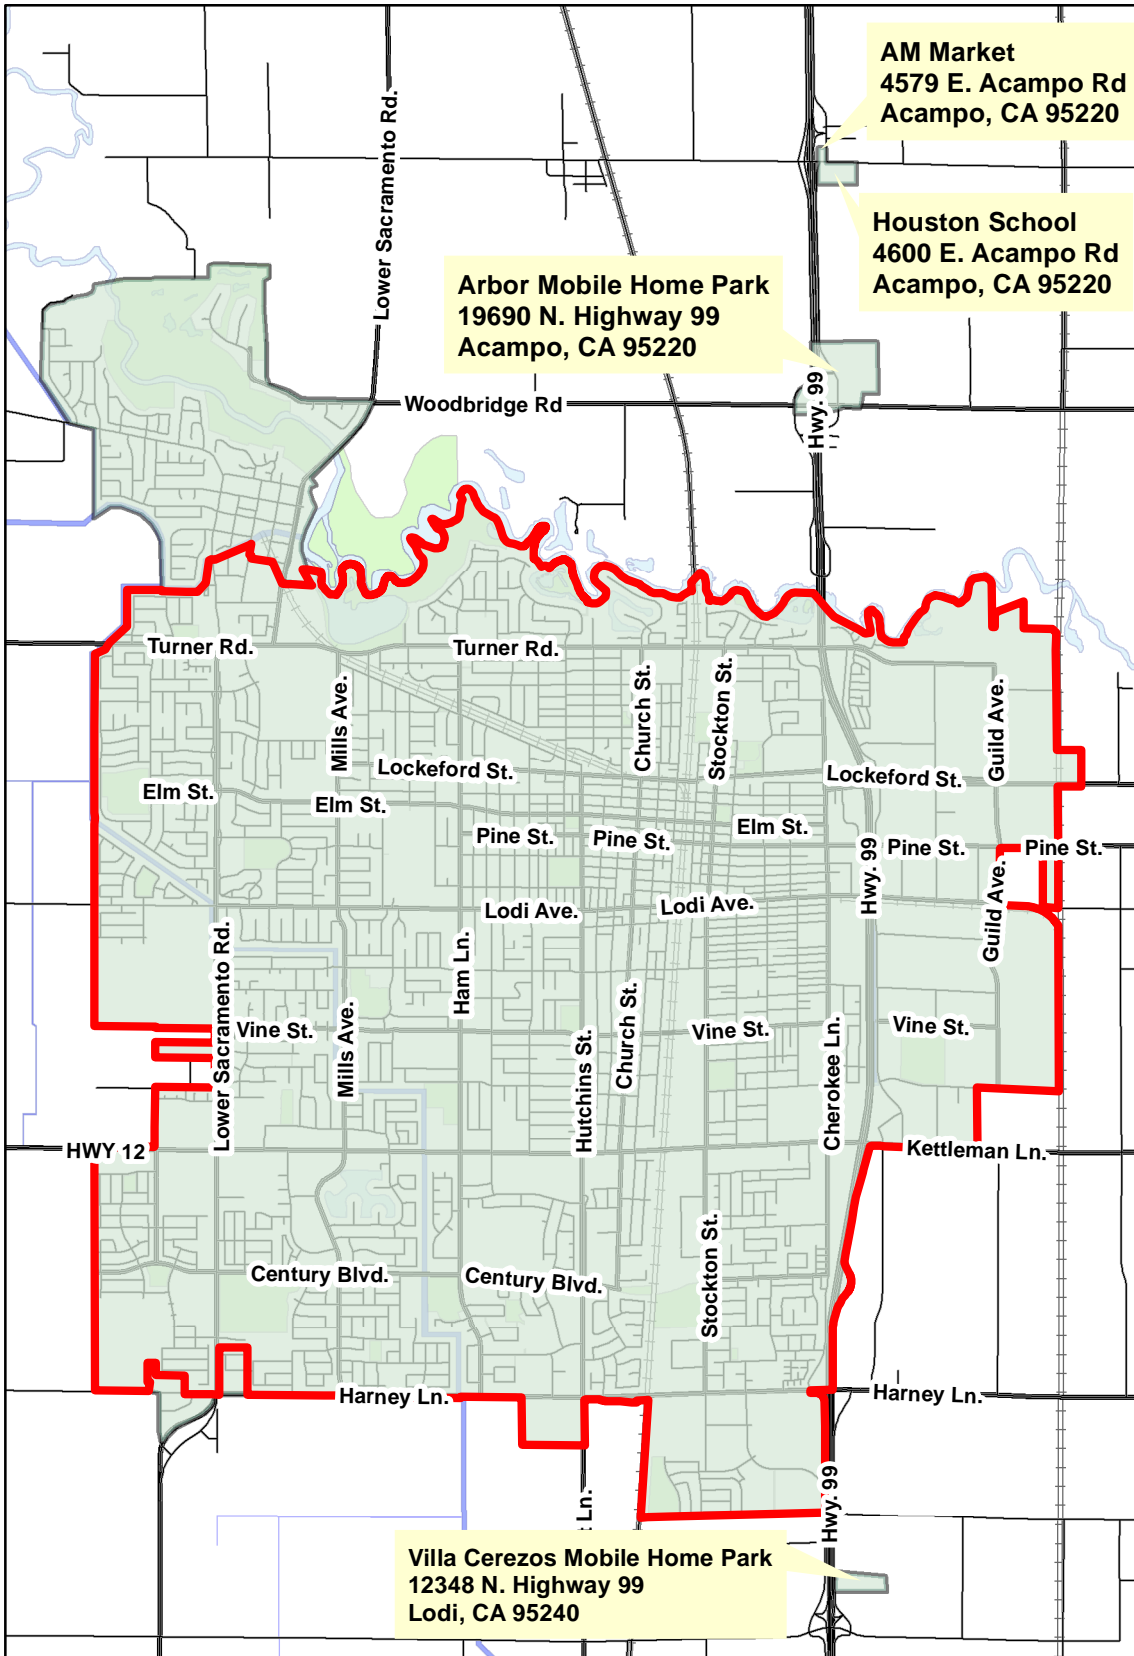 AM Market
4579 E. Acampo Rd
Acampo, CA 95220
Lower Sacramento Rd.
Houston School
4600 E. Acampo Rd
Acampo, CA 95220
Arbor Mobile Home Park
19690 N. Highway 99
Acampo, CA 95220
Hwy. 99
Woodbridge Rd
Turner Rd.
Turner Rd.
Mills Ave.
Church St.
Stockton St.
Guild Ave.
Lockeford St.
Lockeford St.
Elm St.
Elm St.
Elm St.
Pine St.
Pine St.
Pine St.
Pine St.
Hwy. 99
Guild Ave.
Lodi Ave.
Lodi Ave.
Lower Sacramento Rd.
Ham Ln.
Church St.
Vine St.
Vine St.
Vine St.
Mills Ave.
Hutchins St.
Cherokee Ln.
HWY 12
Kettleman Ln.
Stockton St.
Century Blvd.
Century Blvd.
Harney Ln.
Harney Ln.
Hwy. 99
t Ln.
Villa Cerezos Mobile Home Park
12348 N. Highway 99
Lodi, CA 95240